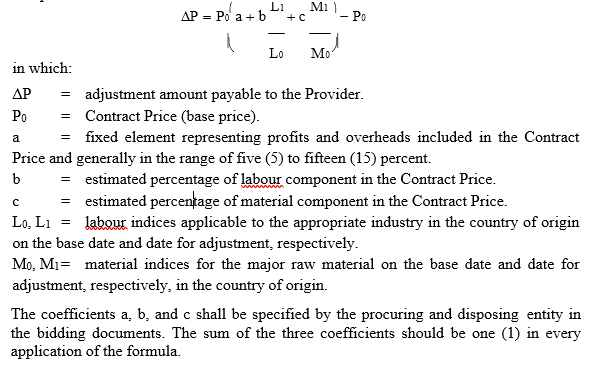 ΔP = P₀ ( a + b L₁/L₀ + c M₁/M₀ ) – P₀
in which:
ΔP = adjustment amount payable to the Provider.
P₀ = Contract Price (base price).
a = fixed element representing profits and overheads included in the Contract
Price and generally in the range of five (5) to fifteen (15) percent.
b = estimated percentage of labour component in the Contract Price.
c = estimated percentage of material component in the Contract Price.
L₀, L₁ = labour indices applicable to the appropriate industry in the country of origin
on the base date and date for adjustment, respectively.
M₀, M₁= material indices for the major raw material on the base date and date for
adjustment, respectively, in the country of origin.
The coefficients a, b, and c shall be specified by the procuring and disposing entity in
the bidding documents. The sum of the three coefficients should be one (1) in every
application of the formula.